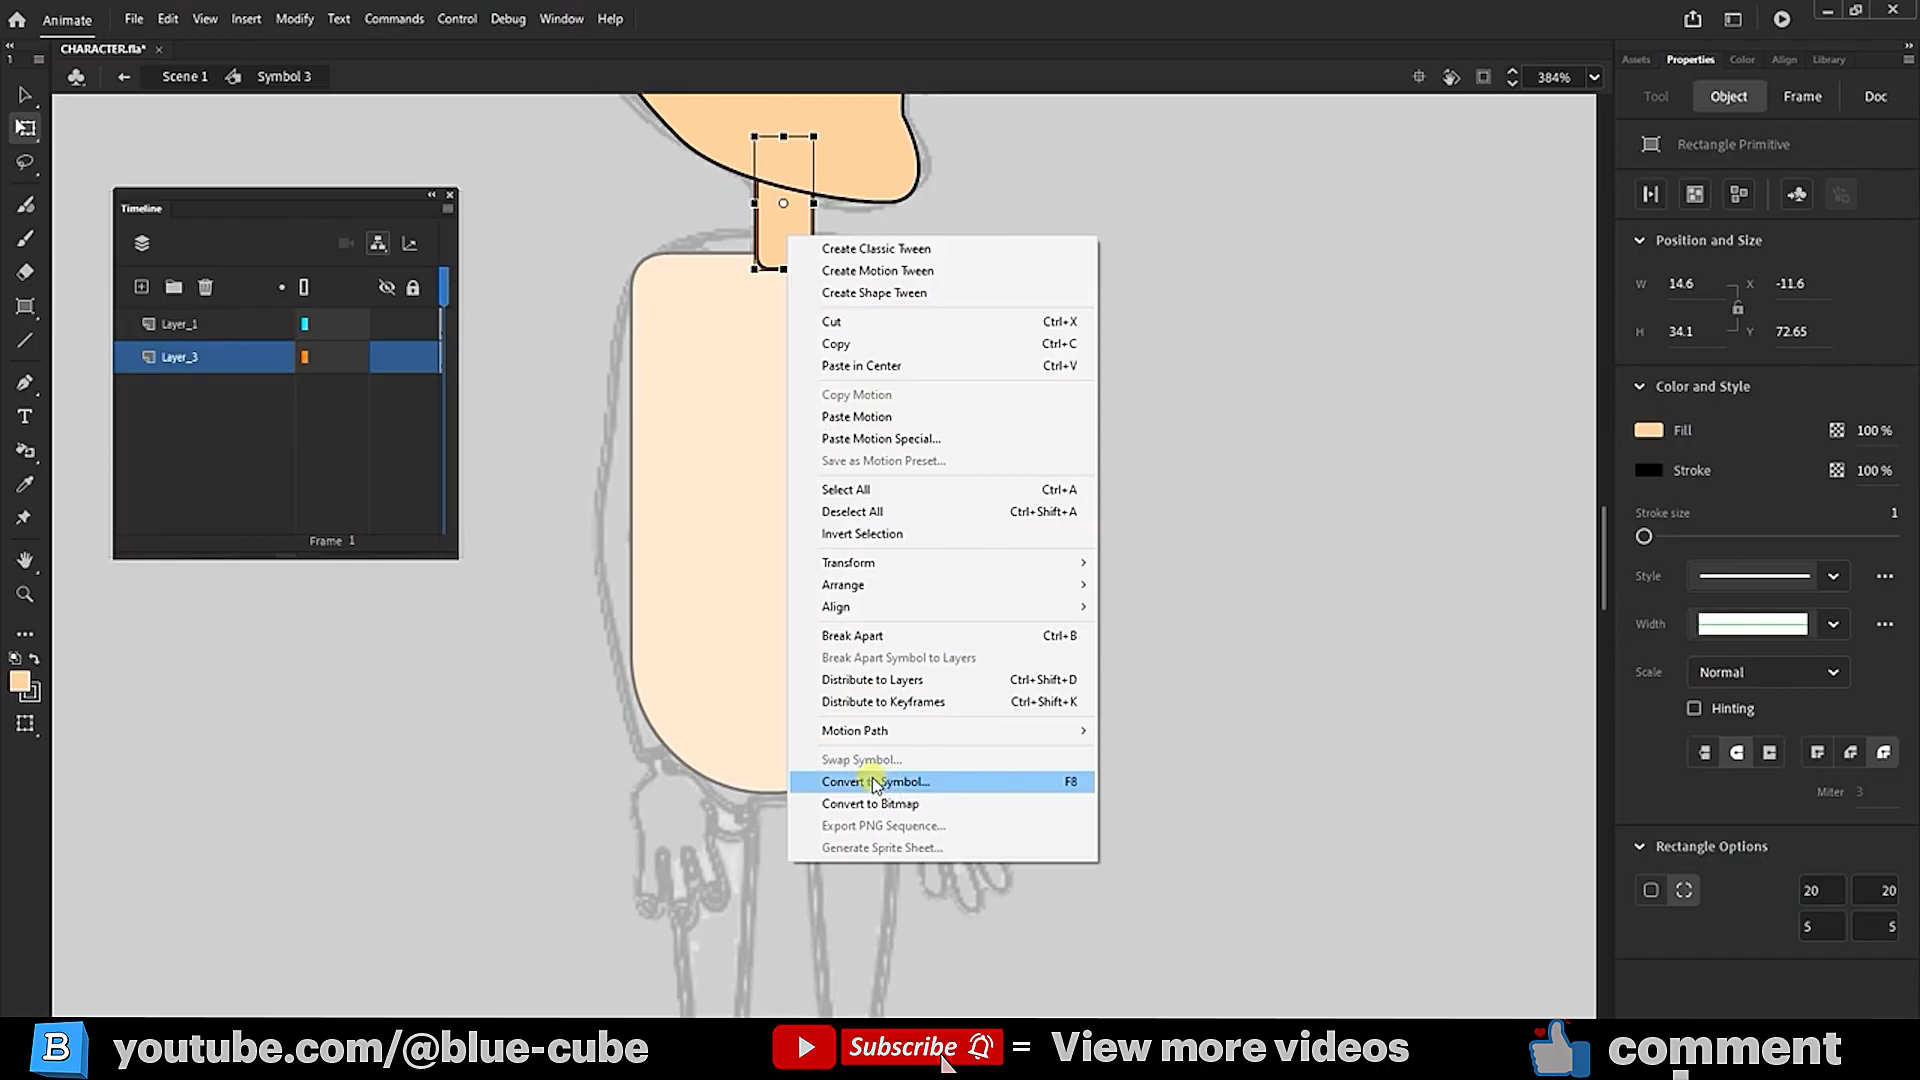 Animate File Edit View Insert Modify Text Commands Control Debug Window Help
CHARACTER.fla*
1
Scene 1 Symbol 3 384%
Assets Properties Color Align Library
Tool Object Frame Doc
Rectangle Primitive
Position and Size
W 14.6 X -11.6
H 34.1 Y 72.65
Color and Style
Fill 100 %
Stroke 100 %
Stroke size 1
Style
Width
Scale Normal
Hinting
Miter 3
Rectangle Options
20 20
5 5
Timeline
Layer_1
Layer_3
Frame 1
Create Classic Tween
Create Motion Tween
Create Shape Tween
Cut Ctrl+X
Copy Ctrl+C
Paste in Center Ctrl+V
Copy Motion
Paste Motion
Paste Motion Special...
Save as Motion Preset...
Select All Ctrl+A
Deselect All Ctrl+Shift+A
Invert Selection
Transform
Arrange
Align
Break Apart Ctrl+B
Break Apart Symbol to Layers
Distribute to Layers Ctrl+Shift+D
Distribute to Keyframes Ctrl+Shift+K
Motion Path
Swap Symbol...
Convert to Symbol... F8
Convert to Bitmap
Export PNG Sequence...
Generate Sprite Sheet...
B youtube.com/@blue-cube Subscribe = View more videos comment